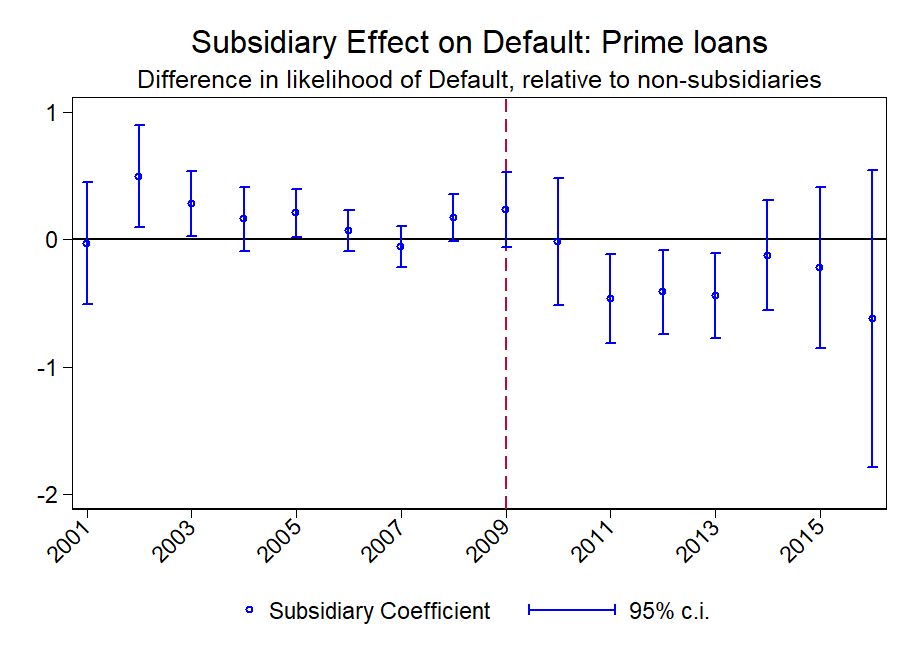 Subsidiary Effect on Default: Prime loans
Difference in likelihood of Default, relative to non-subsidiaries
1
0
-1
-2
2001 2003 2005 2007 2009 2011 2013 2015
Subsidiary Coefficient 95% c.i.